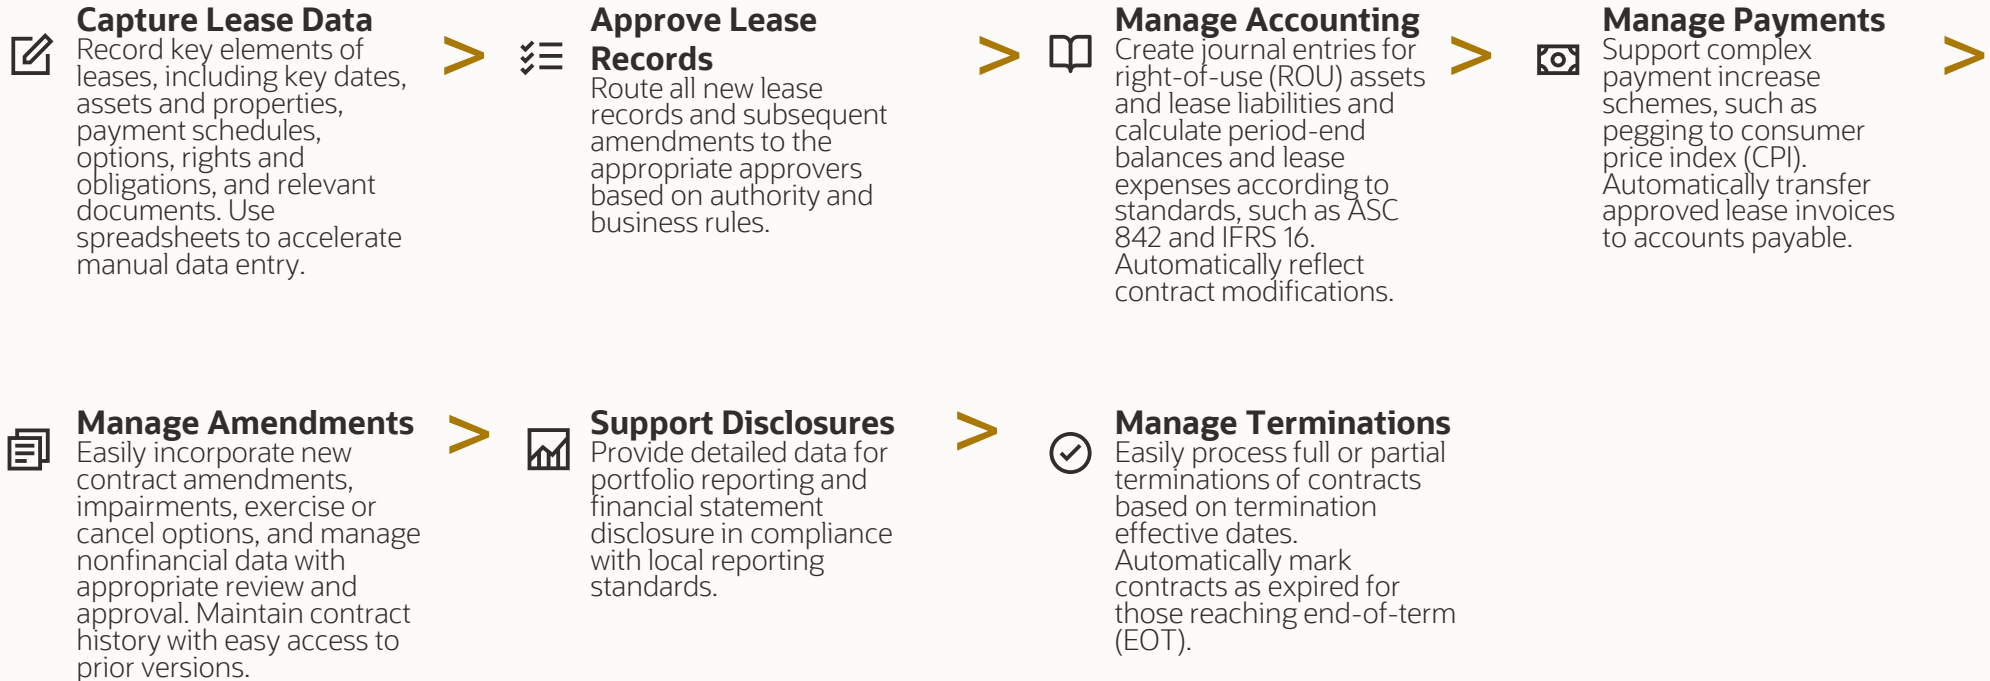 Capture Lease Data
Record key elements of
leases, including key dates,
assets and properties,
payment schedules,
options, rights and
obligations, and relevant
documents. Use
spreadsheets to accelerate
manual data entry.
>
Approve Lease
Records
Route all new lease
records and subsequent
amendments to the
appropriate approvers
based on authority and
business rules.
>
Manage Accounting
Create journal entries for
right-of-use (ROU) assets
and lease liabilities and
calculate period-end
balances and lease
expenses according to
standards, such as ASC
842 and IFRS 16.
Automatically reflect
contract modifications.
>
Manage Payments
Support complex
payment increase
schemes, such as
pegging to consumer
price index (CPI).
Automatically transfer
approved lease invoices
to accounts payable.
>
Manage Amendments
Easily incorporate new
contract amendments,
impairments, exercise or
cancel options, and manage
nonfinancial data with
appropriate review and
approval. Maintain contract
history with easy access to
prior versions.
>
Support Disclosures
Provide detailed data for
portfolio reporting and
financial statement
disclosure in compliance
with local reporting
standards.
>
Manage Terminations
Easily process full or partial
terminations of contracts
based on termination
effective dates.
Automatically mark
contracts as expired for
those reaching end-of-term
(EOT).